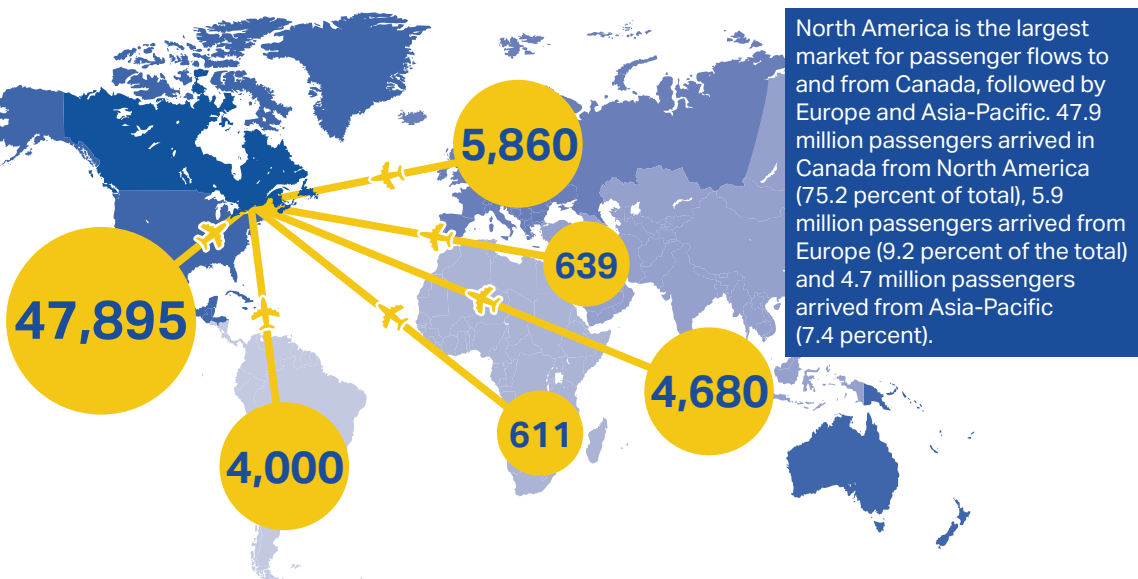 North America is the largest
market for passenger flows to
and from Canada, followed by
Europe and Asia-Pacific. 47.9
million passengers arrived in
Canada from North America
(75.2 percent of total), 5.9
million passengers arrived from
Europe (9.2 percent of the total)
and 4.7 million passengers
arrived from Asia-Pacific
(7.4 percent).
5,860
639
47,895
4,680
611
4,000